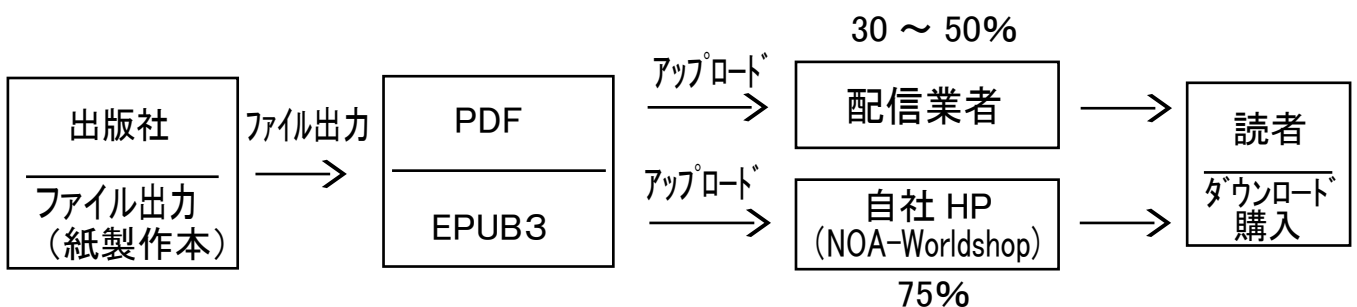 30 ～ 50%
出版社
ファイル出力
（紙製作本）
ファイル出力
PDF
EPUB3
アップロード
アップロード
配信業者
自社 HP
（NOA-Worldshop）
75%
読者
ダウンロード
購入